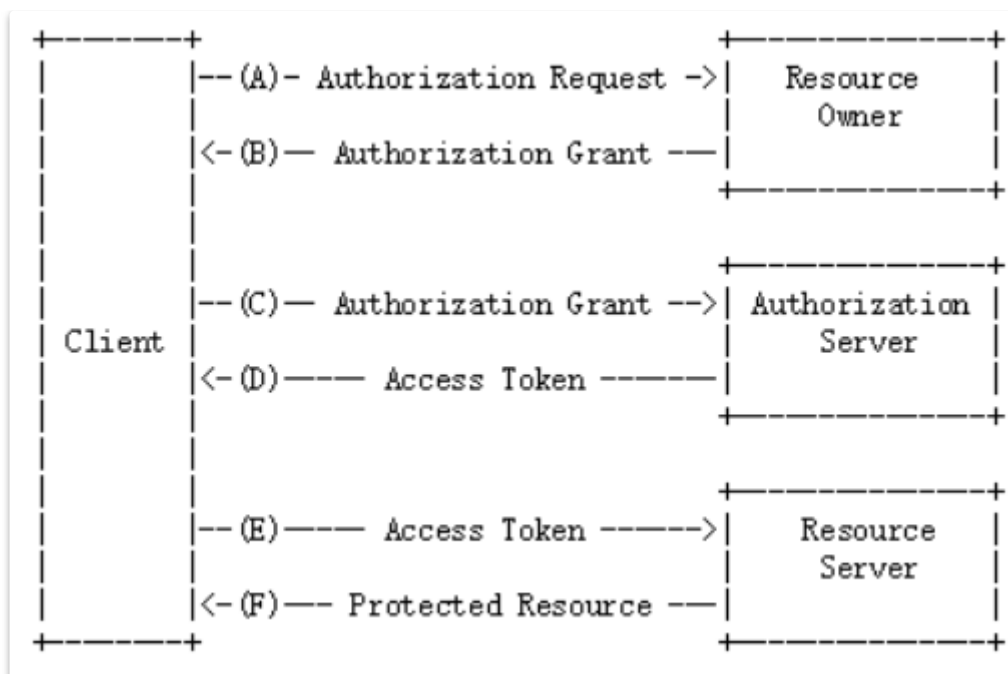 +--------+                               +---------------+
|        |--(A)- Authorization Request ->|   Resource    |
|        |                               |     Owner     |
|        |<-(B)-- Authorization Grant ---|               |
|        |                               +---------------+
|        |
|        |                               +---------------+
|        |--(C)-- Authorization Grant -->| Authorization |
| Client |                               |     Server    |
|        |<-(D)----- Access Token -------|               |
|        |                               +---------------+
|        |
|        |                               +---------------+
|        |--(E)----- Access Token ------>|    Resource   |
|        |                               |     Server    |
|        |<-(F)--- Protected Resource ---|               |
+--------+                               +---------------+